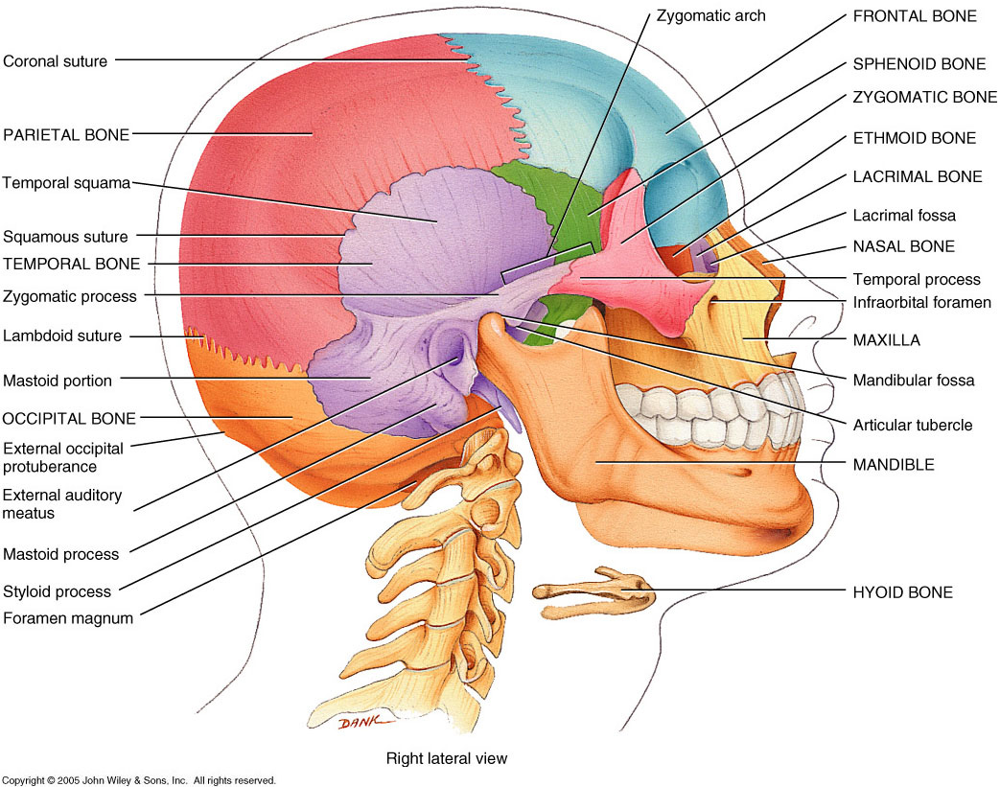 Zygomatic arch
Coronal suture
PARIETAL BONE
Temporal squama
Squamous suture
TEMPORAL BONE
Zygomatic process
Lambdoid suture
Mastoid portion
OCCIPITAL BONE
External occipital
protuberance
External auditory
meatus
Mastoid process
Styloid process
Foramen magnum
FRONTAL BONE
SPHENOID BONE
ZYGOMATIC BONE
ETHMOID BONE
LACRIMAL BONE
Lacrimal fossa
NASAL BONE
Temporal process
Infraorbital foramen
MAXILLA
Mandibular fossa
Articular tubercle
MANDIBLE
HYOID BONE
DANK
Right lateral view
Copyright © 2005 John Wiley & Sons, Inc. All rights reserved.